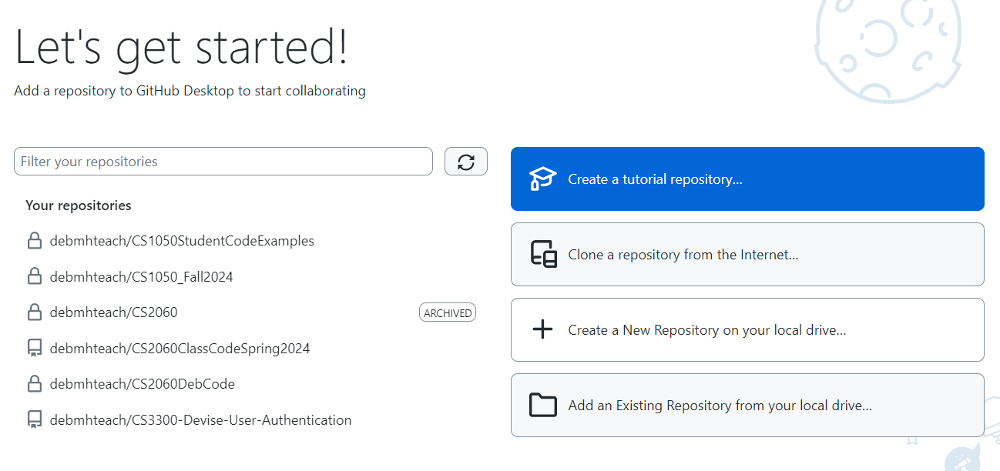 Let's get started!
Add a repository to GitHub Desktop to start collaborating
Filter your repositories
Your repositories
debmhteach/CS1050StudentCodeExamples
debmhteach/CS1050_Fall2024
debmhteach/CS2060
ARCHIVED
debmhteach/CS2060ClassCodeSpring2024
debmhteach/CS2060DebCode
debmhteach/CS3300-Devise-User-Authentication
Create a tutorial repository...
Clone a repository from the Internet...
Create a New Repository on your local drive...
Add an Existing Repository from your local drive...